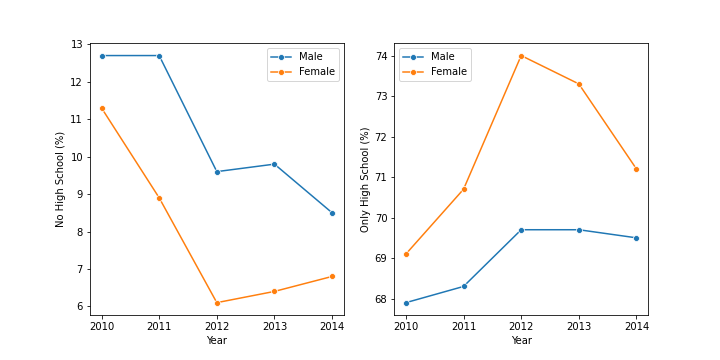 No High School (%)
13
12
11
10
9
8
7
6
Male
Female
2010 2011 2012 2013 2014
Year
Only High School (%)
74
73
72
71
70
69
68
Male
Female
2010 2011 2012 2013 2014
Year